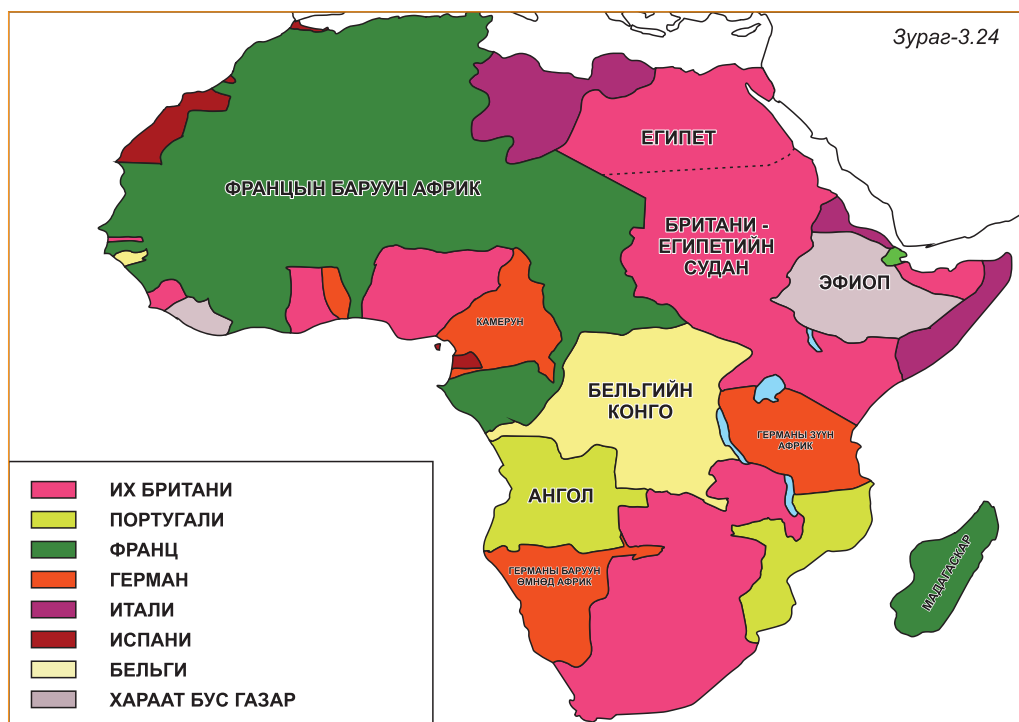 Зураг-3.24
ЕГИПЕТ
ФРАНЦЫН БАРУУН АФРИК
БРИТАНИ -
ЕГИПЕТИЙН
СУДАН
ЭФИОП
КАМЕРУН
БЕЛЬГИЙН
КОНГО
ГЕРМАНЫ ЗҮҮН
АФРИК
АНГОЛ
ГЕРМАНЫ БАРУУН
ӨМНӨД АФРИК
МАДАГАСКАР
ИХ БРИТАНИ
ПОРТУГАЛИ
ФРАНЦ
ГЕРМАН
ИТАЛИ
ИСПАНИ
БЕЛЬГИ
ХАРААТ БУС ГАЗАР